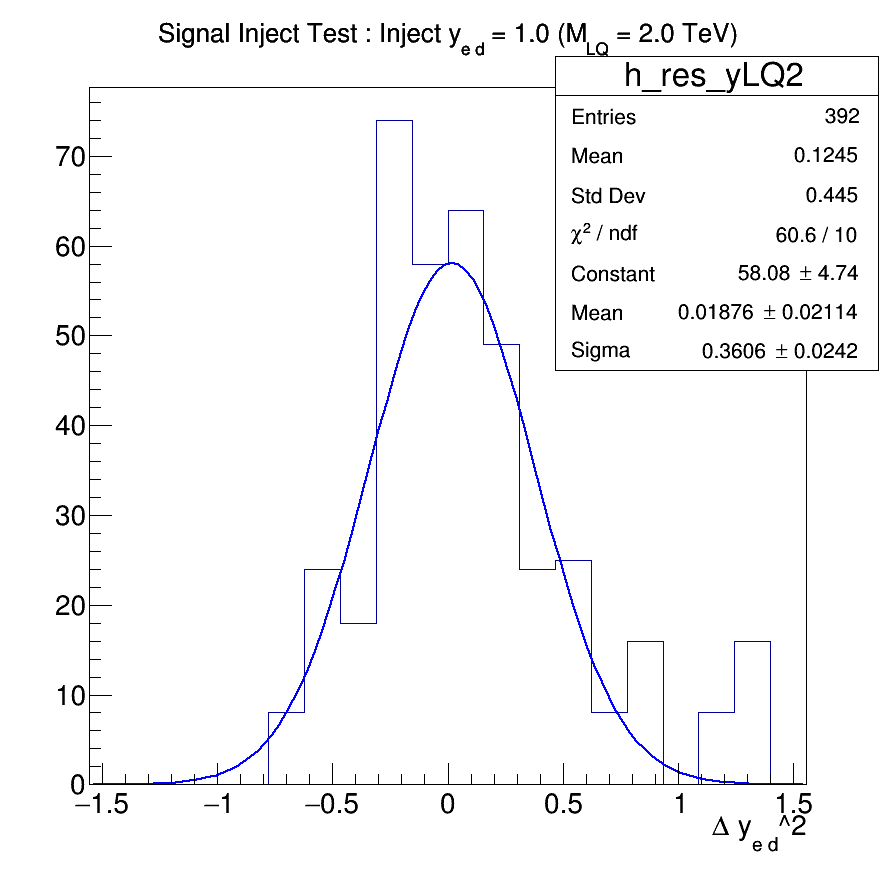 Signal Inject Test : Inject y_{e d} = 1.0 (M_{LQ} = 2.0 TeV)
h_res_yLQ2
Entries 392
Mean 0.1245
Std Dev 0.445
χ² / ndf 60.6 / 10
Constant 58.08 ± 4.74
Mean 0.01876 ± 0.02114
Sigma 0.3606 ± 0.0242
70
60
50
40
30
20
10
0
−1.5 −1 −0.5 0 0.5 1 1.5
Δ y_{e d}^2